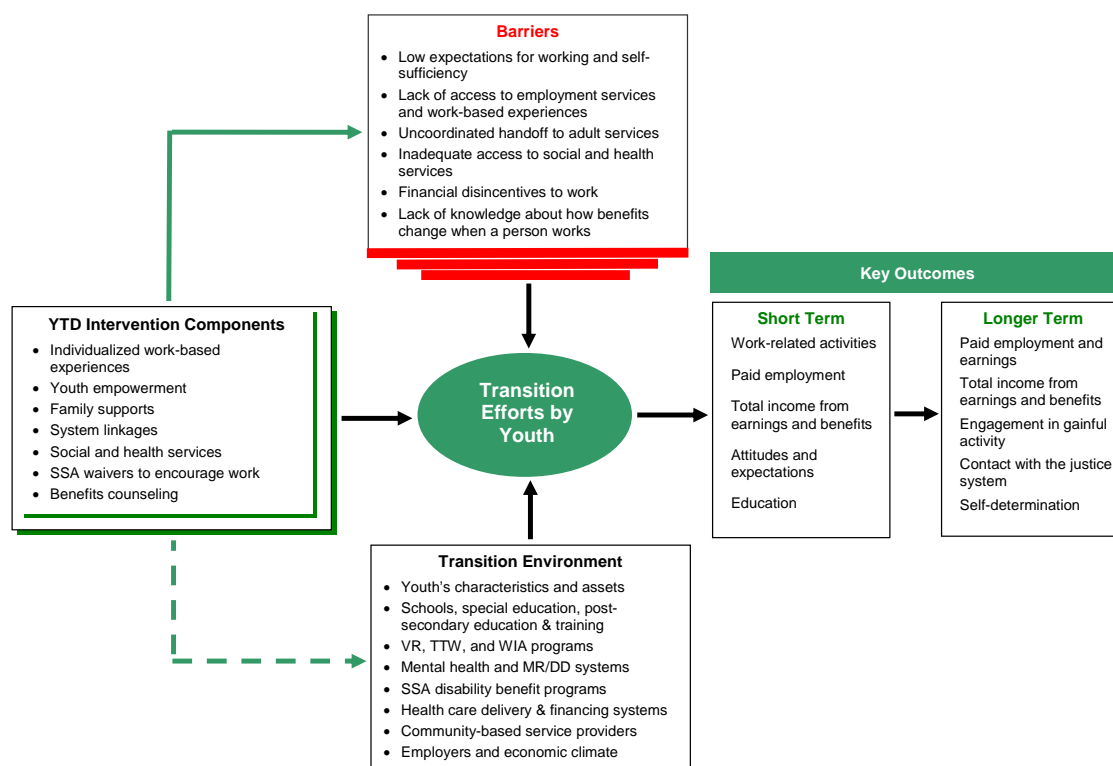 Barriers
• Low expectations for working and self-
sufficiency
• Lack of access to employment services
and work-based experiences
• Uncoordinated handoff to adult services
• Inadequate access to social and health
services
• Financial disincentives to work
• Lack of knowledge about how benefits
change when a person works
YTD Intervention Components
• Individualized work-based
experiences
• Youth empowerment
• Family supports
• System linkages
• Social and health services
• SSA waivers to encourage work
• Benefits counseling
Transition
Efforts by
Youth
Key Outcomes
Short Term
Work-related activities
Paid employment
Total income from
earnings and benefits
Attitudes and
expectations
Education
Longer Term
Paid employment and
earnings
Total income from
earnings and benefits
Engagement in gainful
activity
Contact with the justice
system
Self-determination
Transition Environment
• Youth's characteristics and assets
• Schools, special education, post-
secondary education & training
• VR, TTW, and WIA programs
• Mental health and MR/DD systems
• SSA disability benefit programs
• Health care delivery & financing systems
• Community-based service providers
• Employers and economic climate